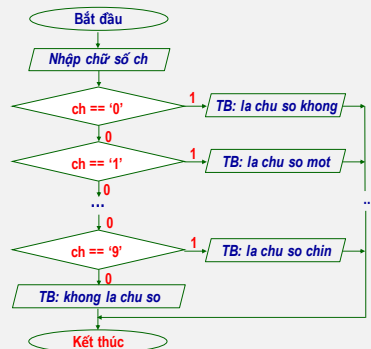 Bắt đầu
Nhập chữ số ch
ch == ‘0’
1
TB: la chu so khong
0
ch == ‘1’
1
TB: la chu so mot
0
...
...
0
ch == ‘9’
1
TB: la chu so chin
0
TB: khong la chu so
Kết thúc